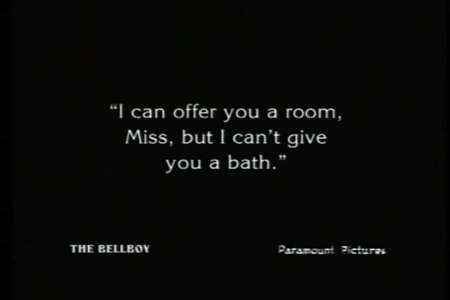 “I can offer you a room,
Miss, but I can’t give
you a bath.”
THE BELLBOY
Paramount Pictures